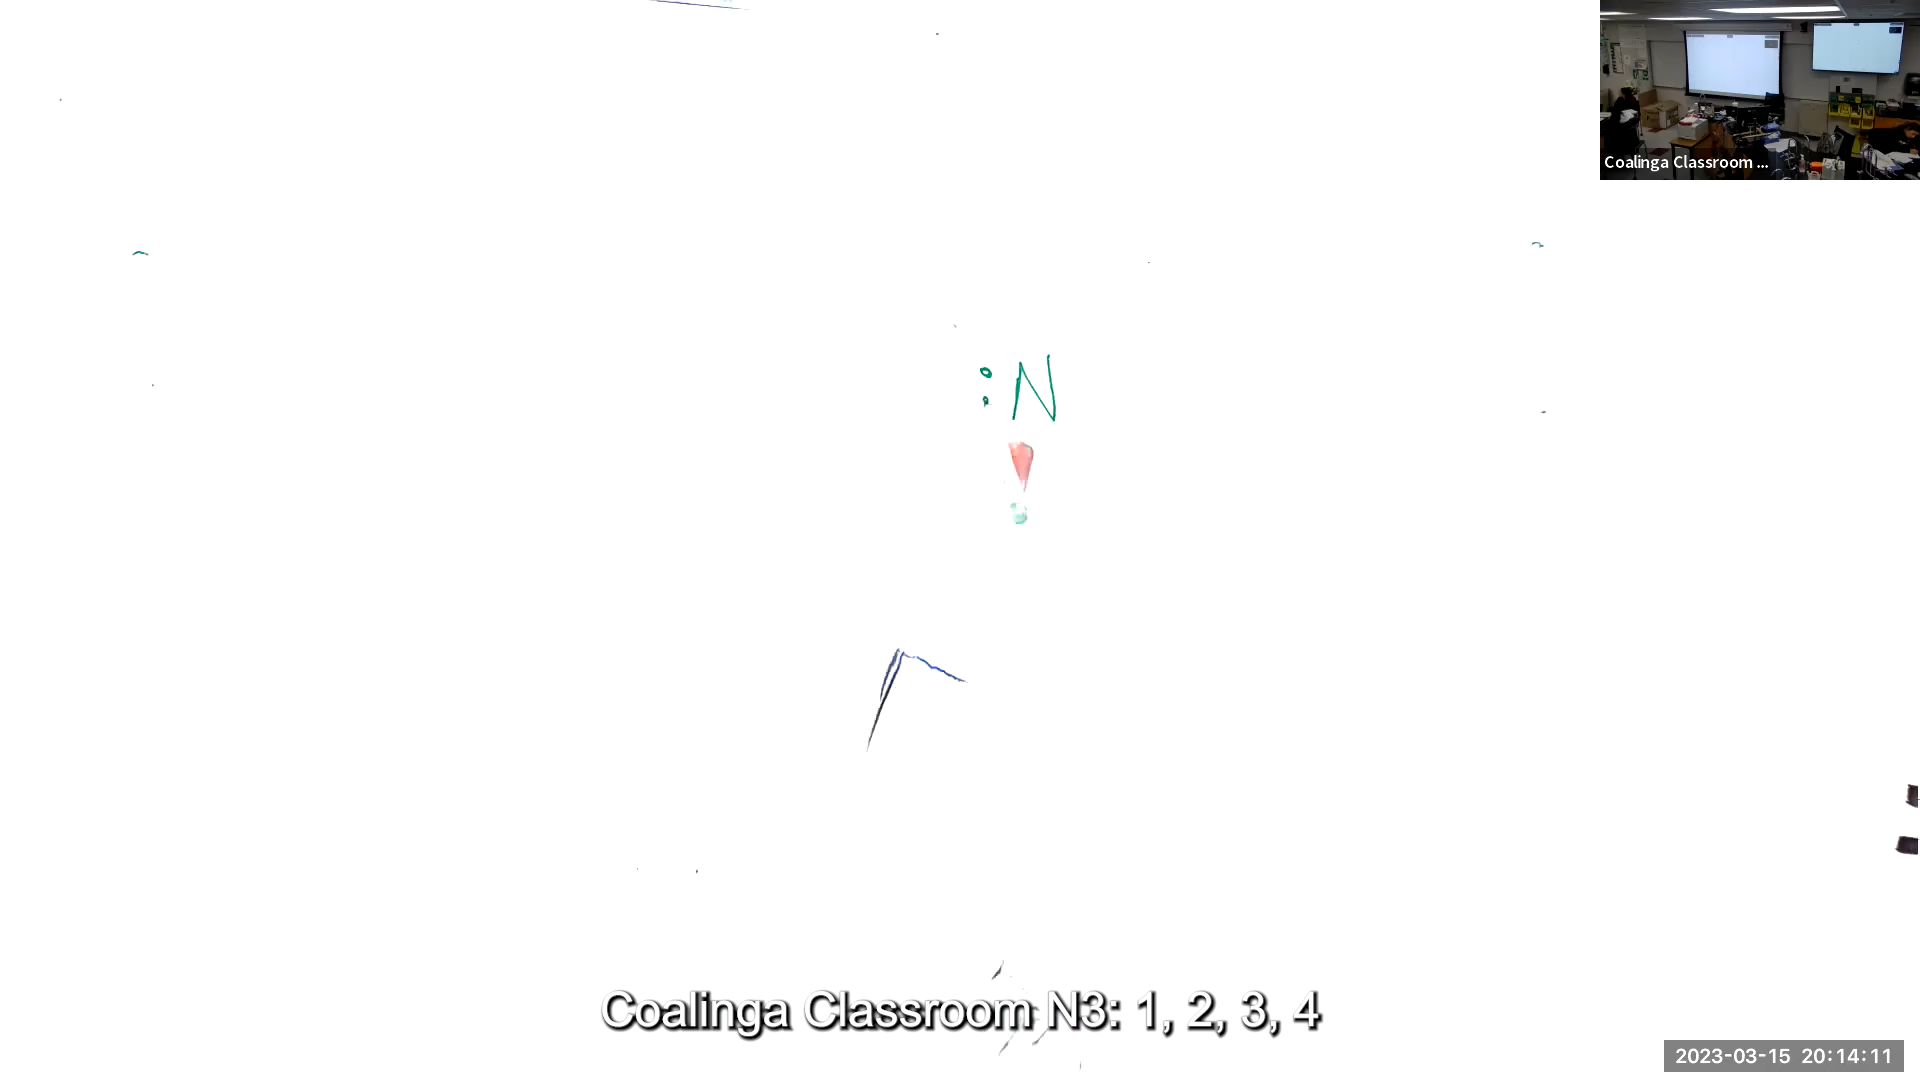 Coalinga Classroom ...
:N
Coalinga Classroom N3: 1, 2, 3, 4
2023-03-15 20:14:11